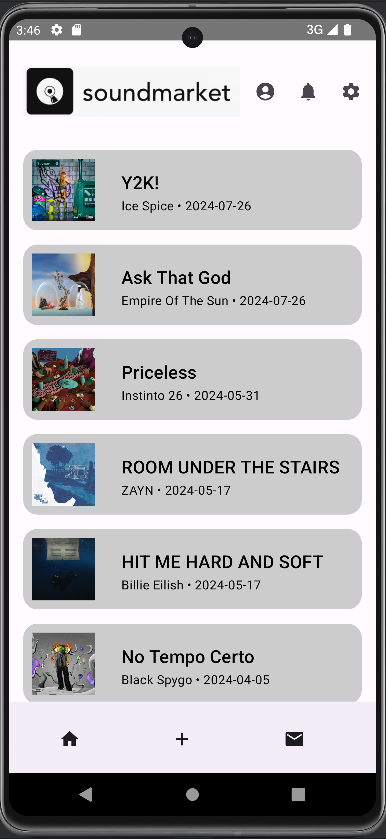 3:46
3G
soundmarket
Y2K!
Ice Spice • 2024-07-26
Ask That God
Empire Of The Sun • 2024-07-26
Priceless
Instinto 26 • 2024-05-31
ROOM UNDER THE STAIRS
ZAYN • 2024-05-17
HIT ME HARD AND SOFT
Billie Eilish • 2024-05-17
No Tempo Certo
Black Spygo • 2024-04-05